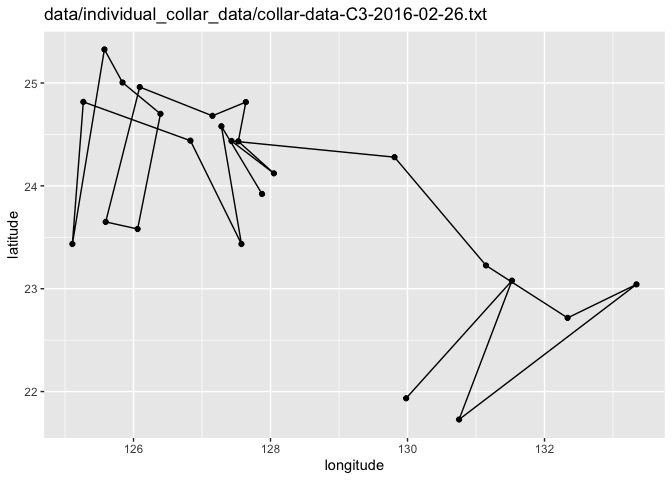 data/individual_collar_data/collar-data-C3-2016-02-26.txt
25
24
23
22
latitude
126 128 130 132
longitude